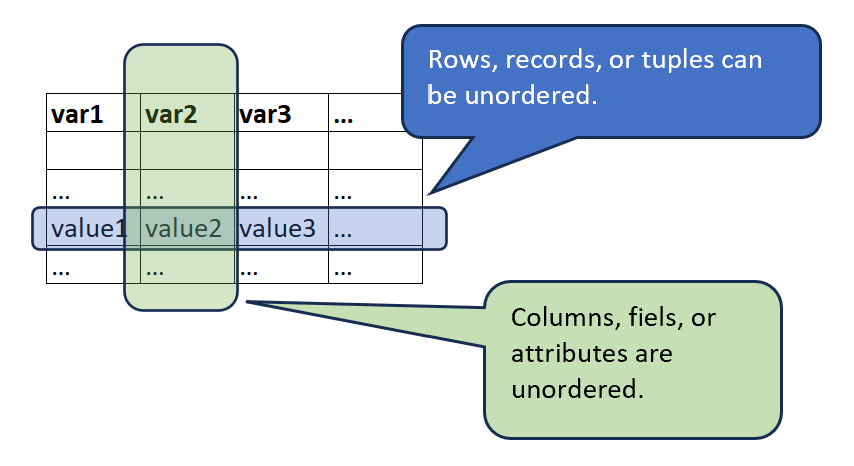 Rows, records, or tuples can
be unordered.
var1 var2 var3 ...
... ... ... ...
value1 value2 value3 ...
... ... ... ...
Columns, fiels, or
attributes are
unordered.